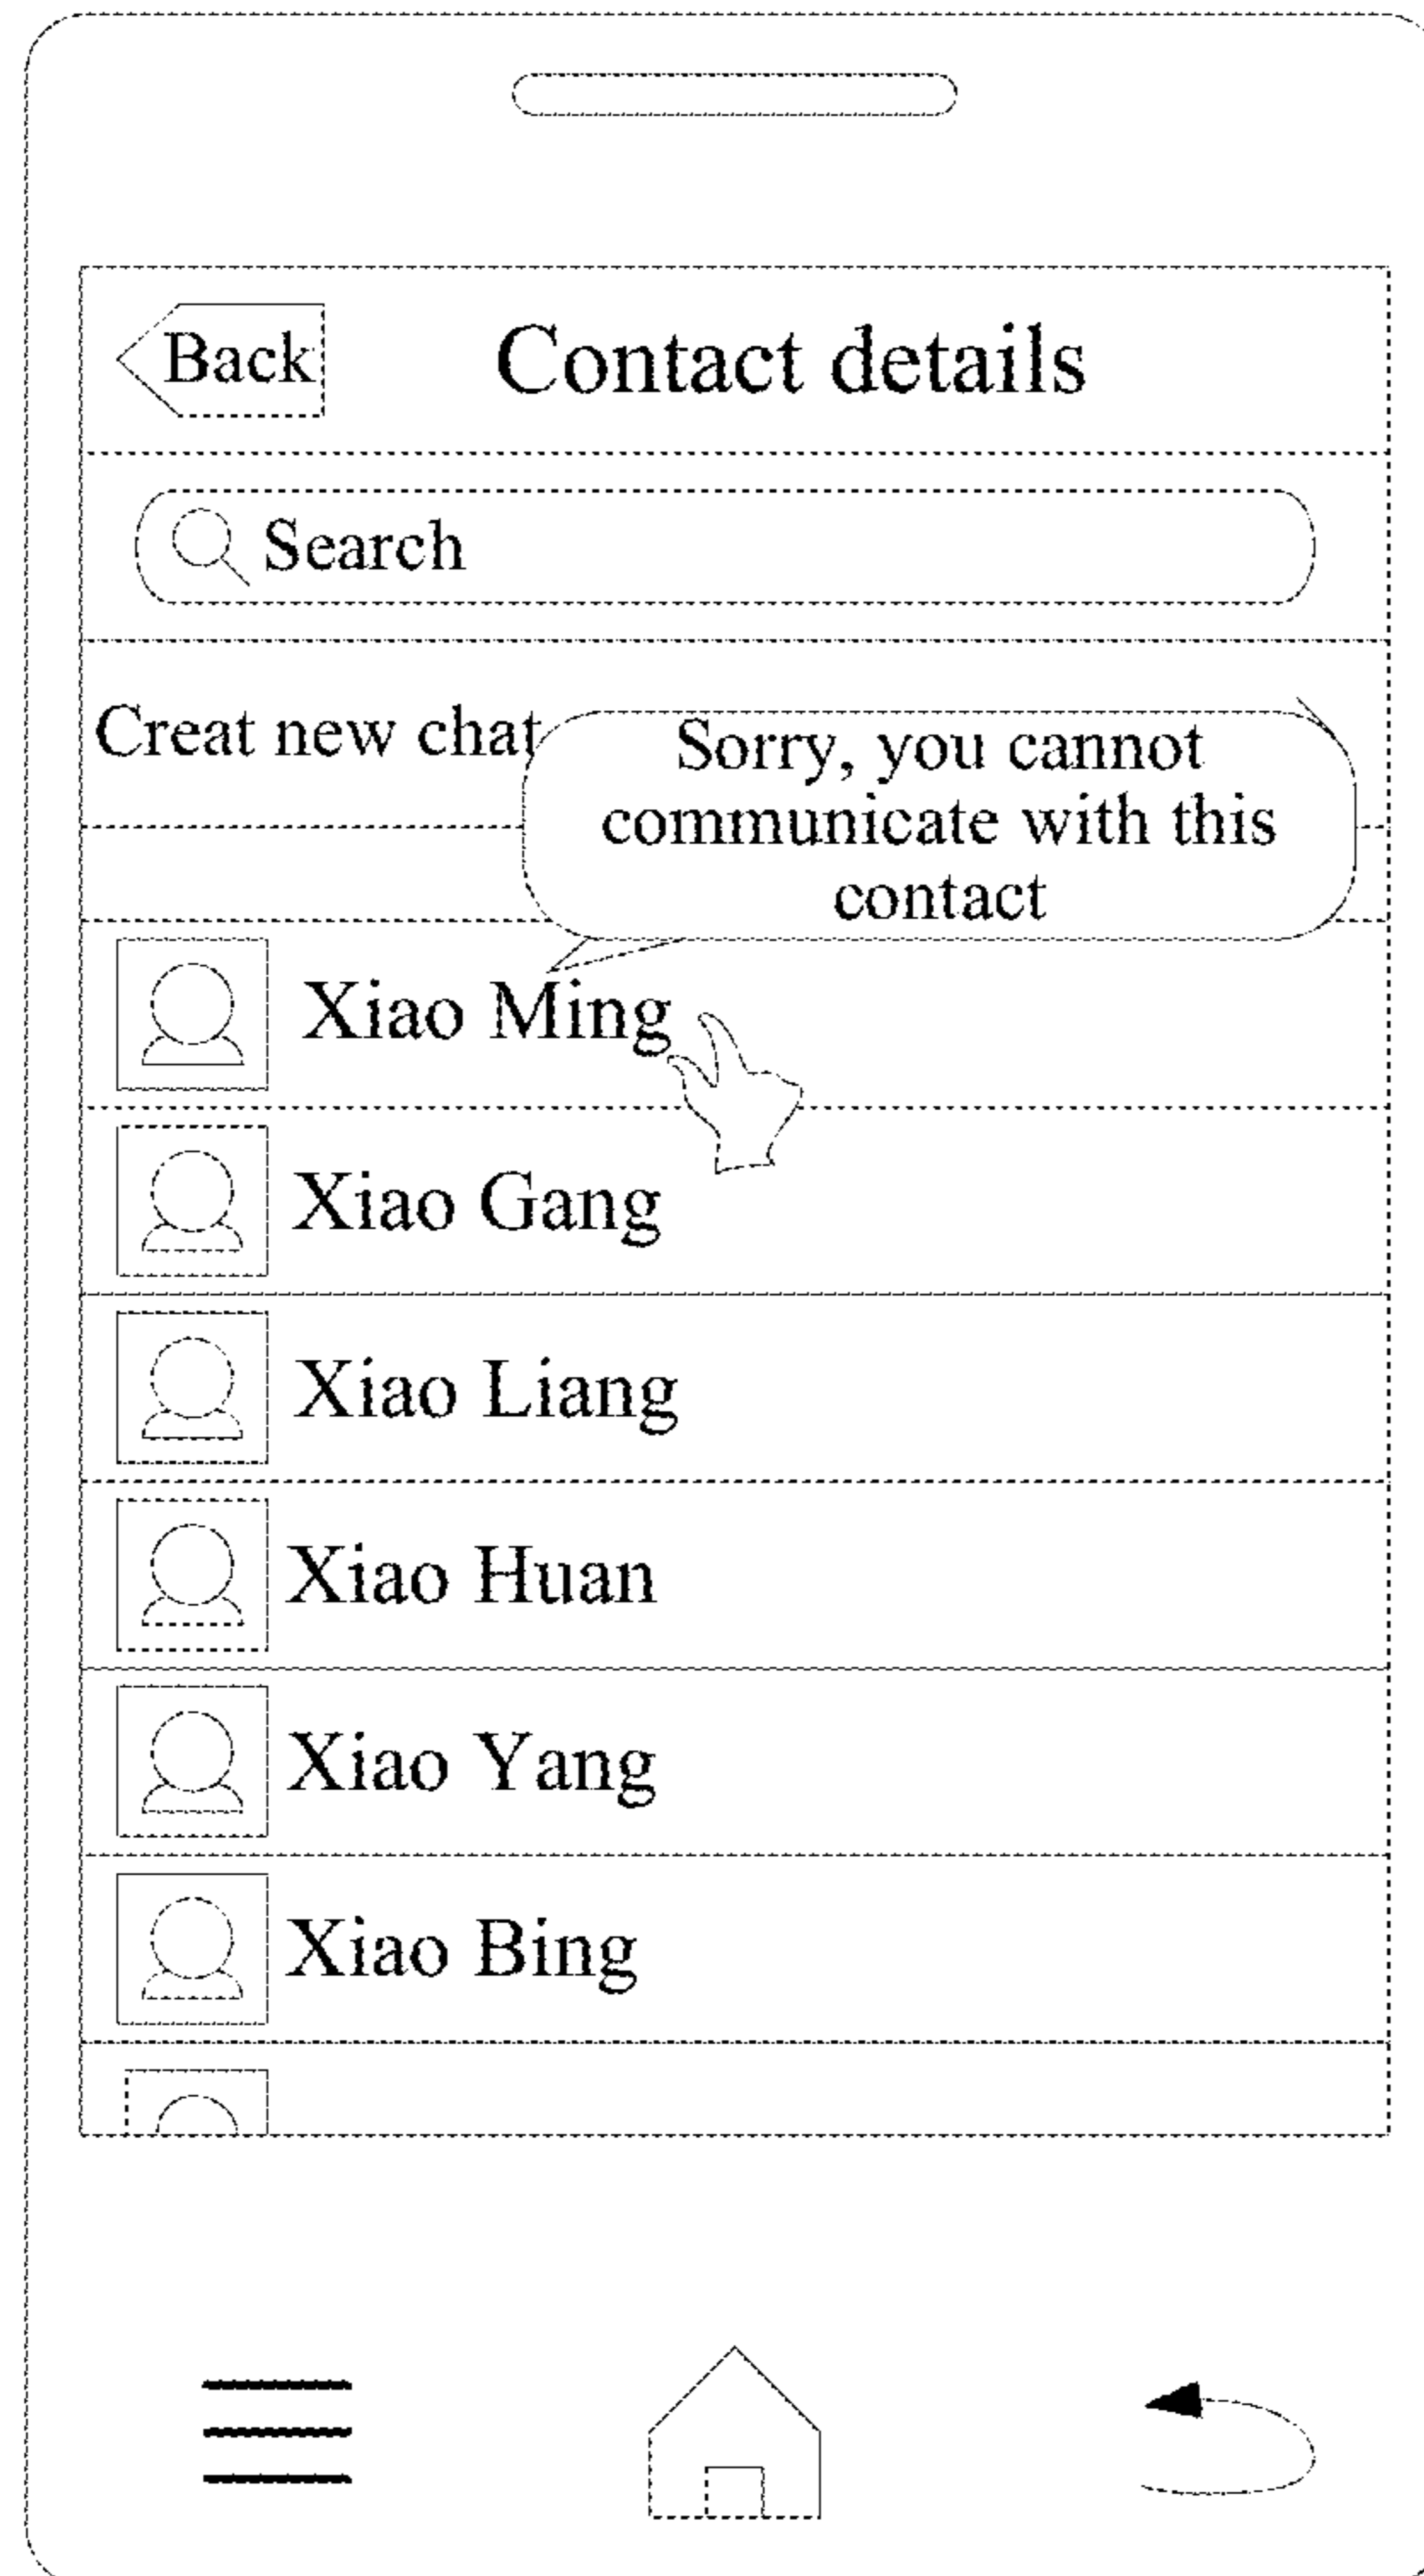 Back
Contact details
Search
Creat new chat
Sorry, you cannot
communicate with this
contact
Xiao Ming
Xiao Gang
Xiao Liang
Xiao Huan
Xiao Yang
Xiao Bing